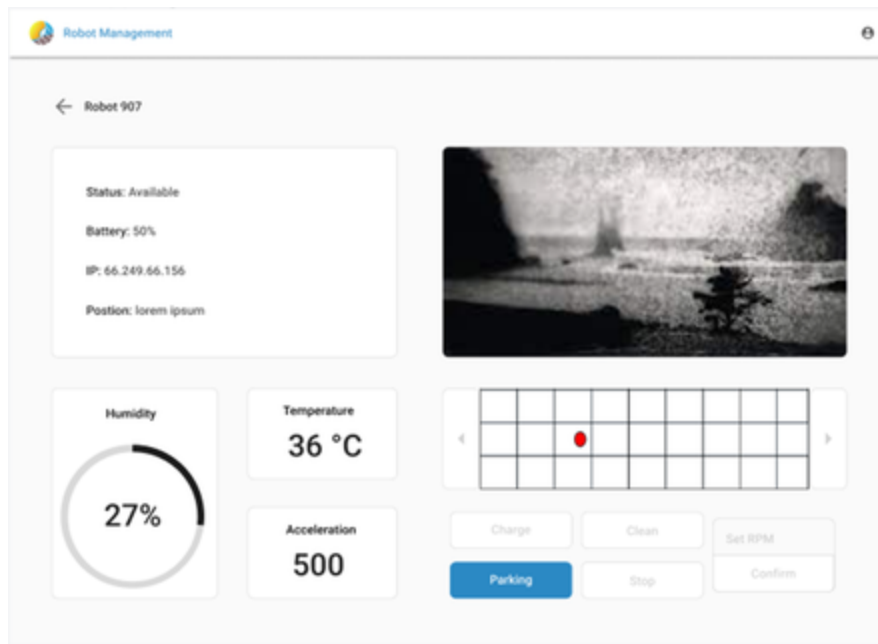 Robot Management
Robot 907
Status: Available
Battery: 50%
IP: 66.249.66.156
Postion: lorem ipsum
Humidity
27%
Temperature
36 °C
Acceleration
500
Charge
Clean
Set RPM
Parking
Stop
Confirm